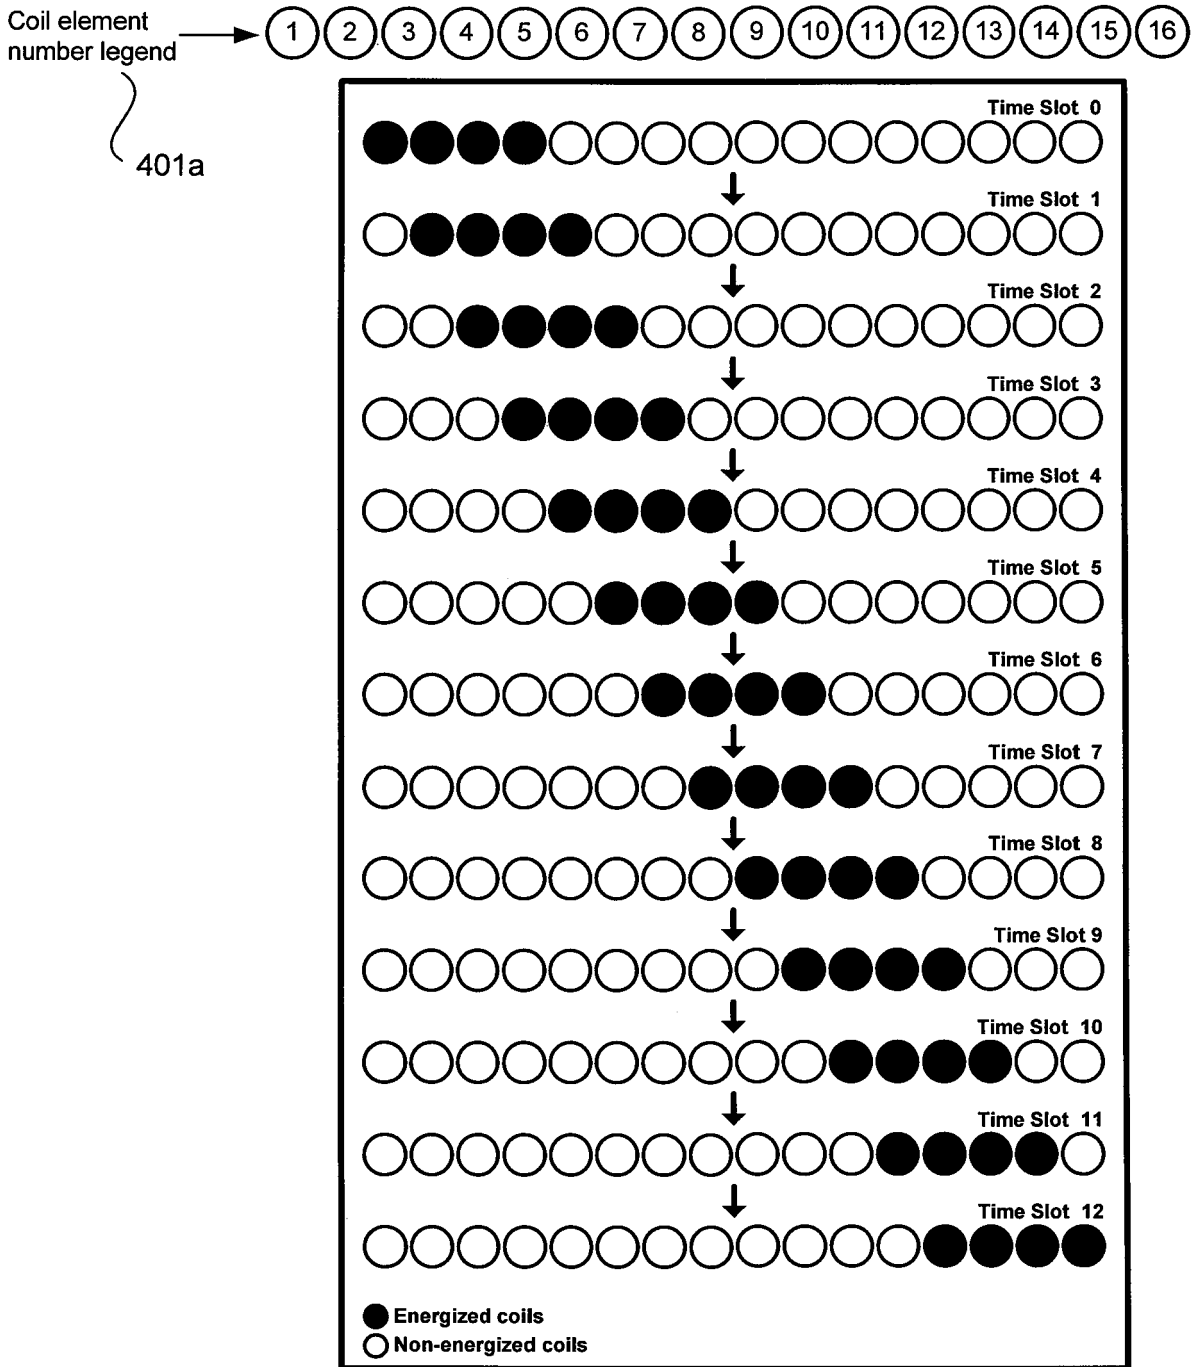 Coil element
number legend
1 2 3 4 5 6 7 8 9 10 11 12 13 14 15 16
401a
Time Slot 0
Time Slot 1
Time Slot 2
Time Slot 3
Time Slot 4
Time Slot 5
Time Slot 6
Time Slot 7
Time Slot 8
Time Slot 9
Time Slot 10
Time Slot 11
Time Slot 12
Energized coils
Non-energized coils